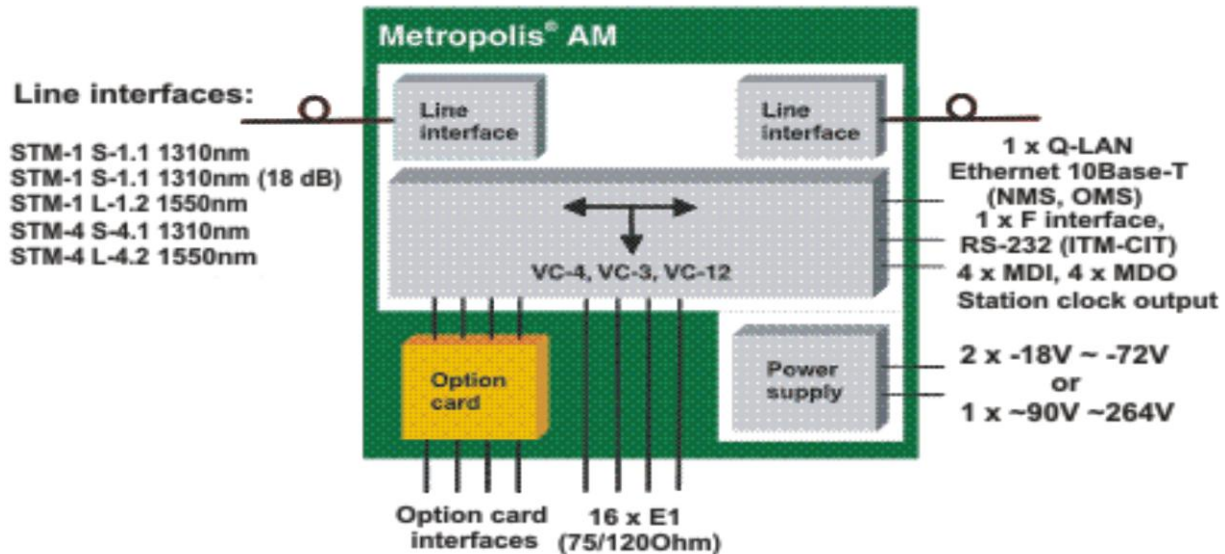 Metropolis® AM
Line interfaces:
STM-1 S-1.1 1310nm
STM-1 S-1.1 1310nm (18 dB)
STM-1 L-1.2 1550nm
STM-4 S-4.1 1310nm
STM-4 L-4.2 1550nm
Line
interface
Line
interface
1 x Q-LAN
Ethernet 10Base-T
(NMS, OMS)
1 x F interface,
RS-232 (ITM-CIT)
4 x MDI, 4 x MDO
Station clock output
VC-4, VC-3, VC-12
Option
card
Power
supply
2 x -18V ~ -72V
or
1 x ~90V ~264V
Option card
interfaces
16 x E1
(75/120Ohm)